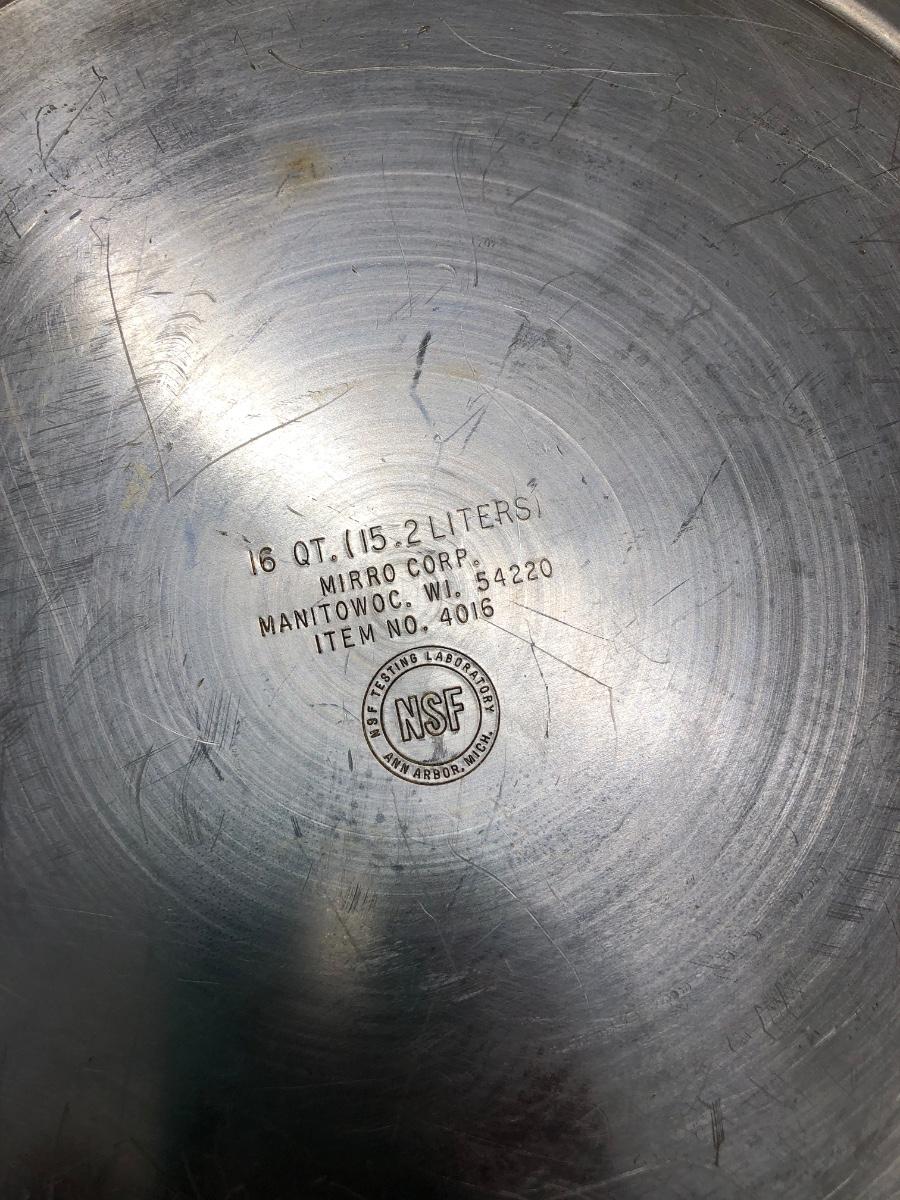 16 QT. (15.2 LITERS)
MIRRO CORP.
MANITOWOC. WI. 54220
ITEM NO. 4016
NSF TESTING LABORATORY
NSF
ANN ARBOR, MICH.